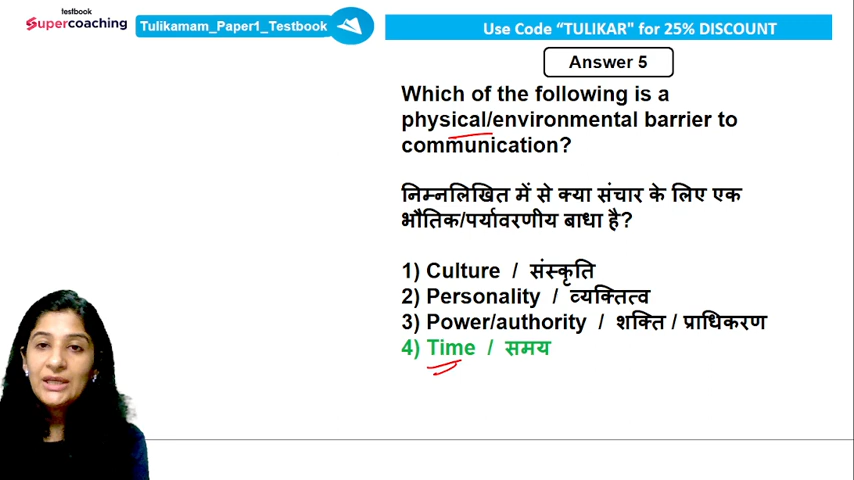 testbook
Supercoaching
Tulikamam_Paper1_Testbook
Use Code “TULIKAR" for 25% DISCOUNT
Answer 5
Which of the following is a
physical/environmental barrier to
communication?
निम्नलिखित में से क्या संचार के लिए एक
भौतिक/पर्यावरणीय बाधा है?
1) Culture / संस्कृति
2) Personality / व्यक्तित्व
3) Power/authority / शक्ति / प्राधिकरण
4) Time / समय